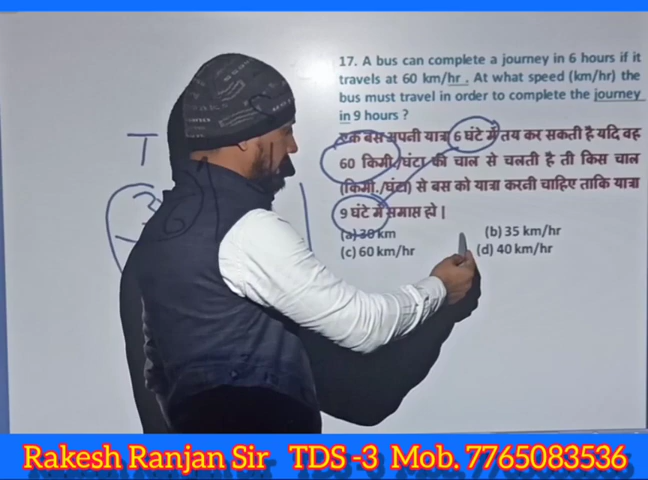 17. A bus can complete a journey in 6 hours if it
travels at 60 km/hr . At what speed (km/hr) the
bus must travel in order to complete the journey
in 9 hours ?
एक बस अपनी यात्रा 6 घंटे में तय कर सकती है यदि वह
60 किमी./घंटा की चाल से चलती है तो किस चाल
(किमी./घंटा) से बस को यात्रा करनी चाहिए ताकि यात्रा
9 घंटे में समाप्त हो |
(a) 30 km (b) 35 km/hr
(c) 60 km/hr (d) 40 km/hr
T
Rakesh Ranjan Sir TDS -3 Mob. 7765083536